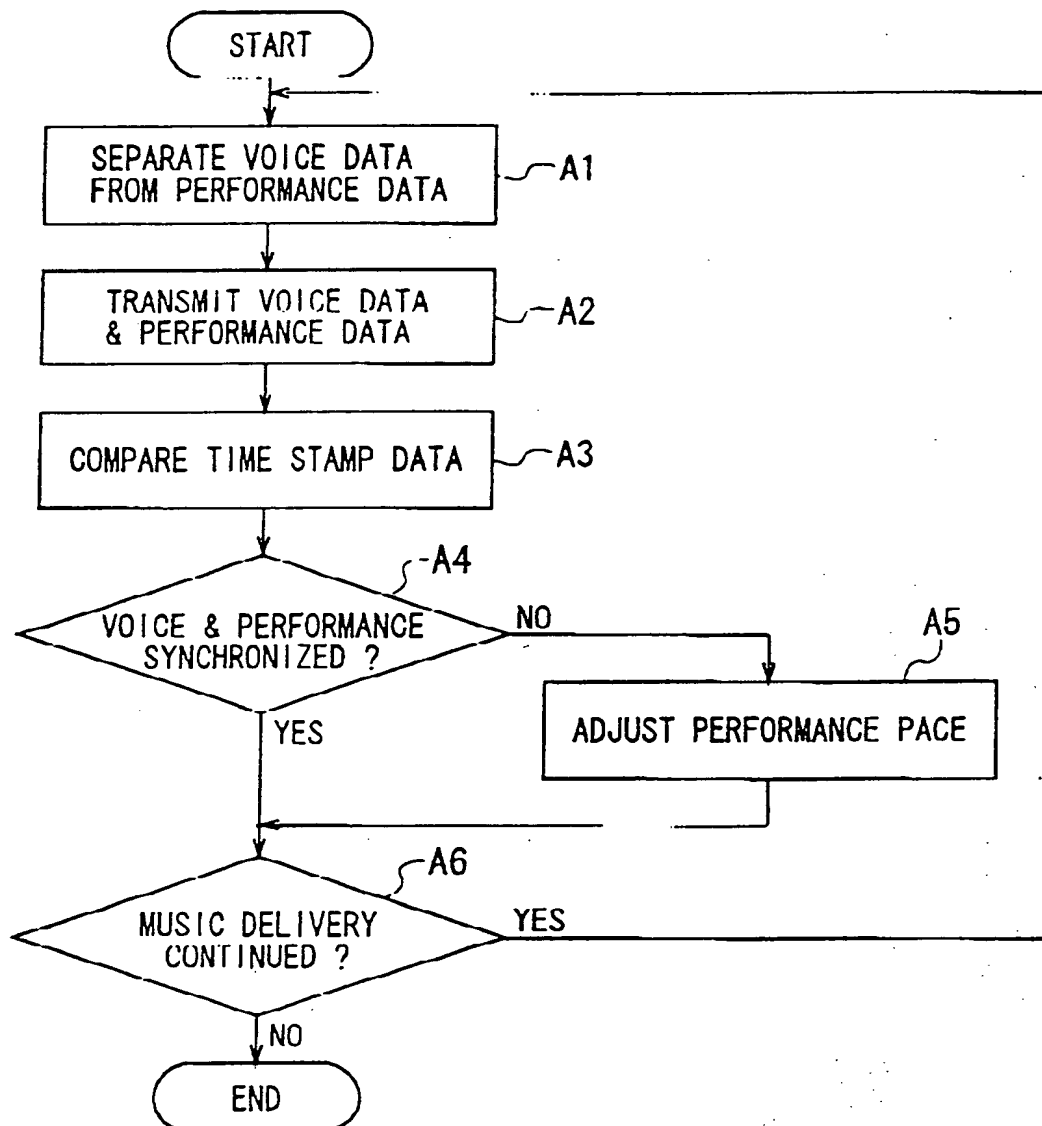 START
SEPARATE VOICE DATA
FROM PERFORMANCE DATA
A1
TRANSMIT VOICE DATA
& PERFORMANCE DATA
A2
COMPARE TIME STAMP DATA
A3
A4
VOICE & PERFORMANCE
SYNCHRONIZED ?
NO
YES
A5
ADJUST PERFORMANCE PACE
A6
MUSIC DELIVERY
CONTINUED ?
YES
NO
END